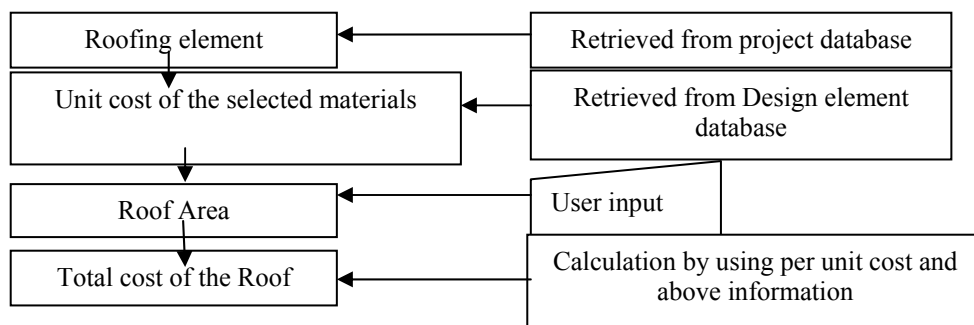 Roofing element
Retrieved from project database
Unit cost of the selected materials
Retrieved from Design element
database
Roof Area
User input
Total cost of the Roof
Calculation by using per unit cost and
above information